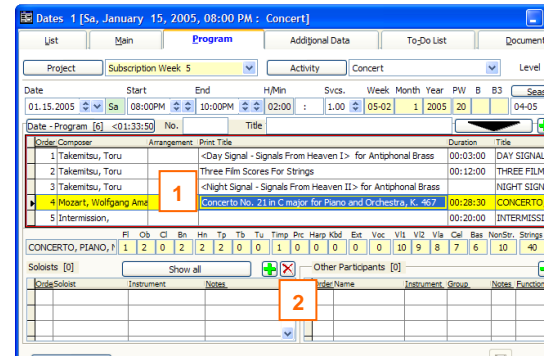 Dates 1 [Sa, January 15, 2005, 08:00 PM : Concert]
List Main Program Additional Data To-Do List Document
Project Subscription Week 5 Activity Concert Level
Date Start End H/Min Svcs. Week Month Year PW B B3 Seas
01.15.2005 Sa 08:00PM 10:00PM 02:00 : 1.00 05-02 1 2005 20 04-05
Date - Program [6] <01:33:50) No. Title
Order Composer Arrangement Print Title Duration Title
1 Takemitsu, Toru <Day Signal - Signals From Heaven I> for Antiphonal Brass 00:03:00 DAY SIGNAL
2 Takemitsu, Toru Three Film Scores For Strings 00:12:00 THREE FILM
3 Takemitsu, Toru <Night Signal - Signals From Heaven II> for Antiphonal Brass NIGHT SIGN
4 Mozart, Wolfgang Ama Concerto No. 21 in C major for Piano and Orchestra, K. 467 00:28:30 CONCERTO
5 Intermission, 00:20:00 INTERMISSI
1
Fl Ob Cl Bn Hn Tp Tb Tu Timp Prc Harp Kbd Ext Voc Vl1 Vl2 Vla Cel Bas NonStr. Strings
CONCERTO, PIANO, 1 2 0 2 2 2 0 0 1 0 0 0 0 0 10 9 8 7 6 10 40
Soloists [0] Show all Other Participants [0]
Orde Soloist Instrument Notes Order Name Instrument Group Notes Function
2